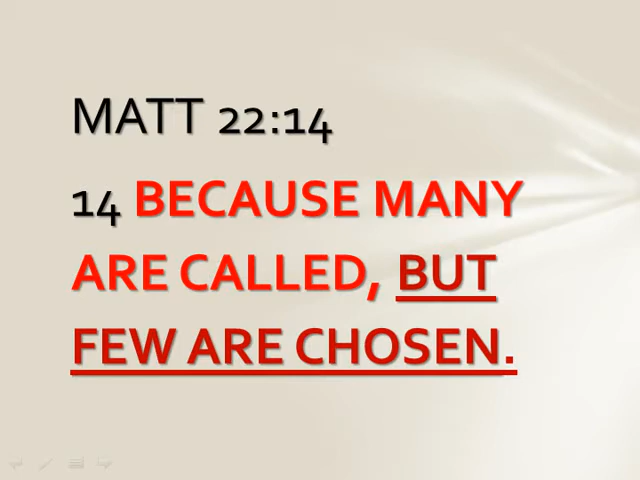 MATT 22:14
14 BECAUSE MANY
ARE CALLED, BUT
FEW ARE CHOSEN.